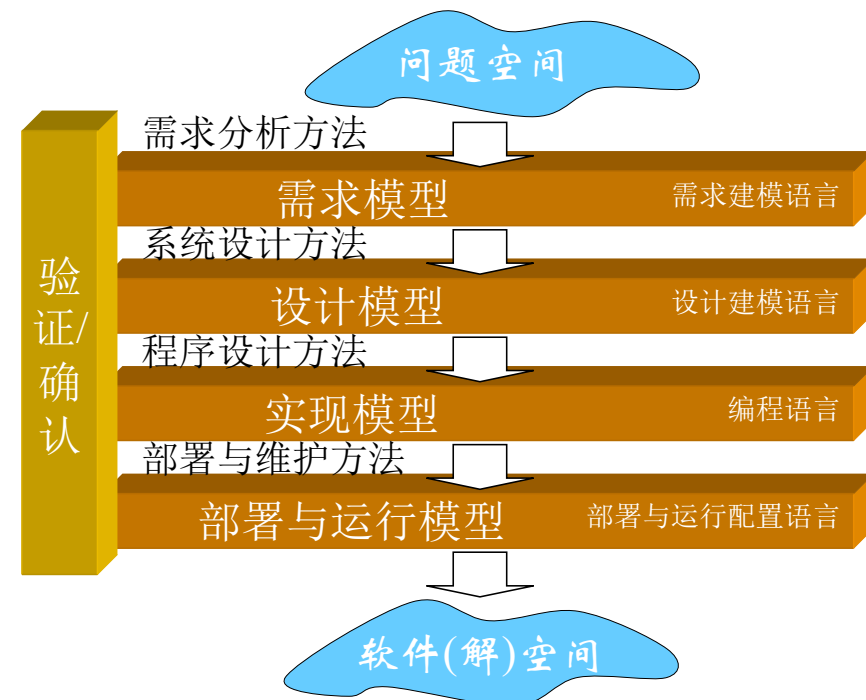 问题空间
需求分析方法
需求模型
需求建模语言
系统设计方法
设计模型
设计建模语言
程序设计方法
实现模型
编程语言
部署与维护方法
部署与运行模型
部署与运行配置语言
验
证/
确
认
软件(解)空间